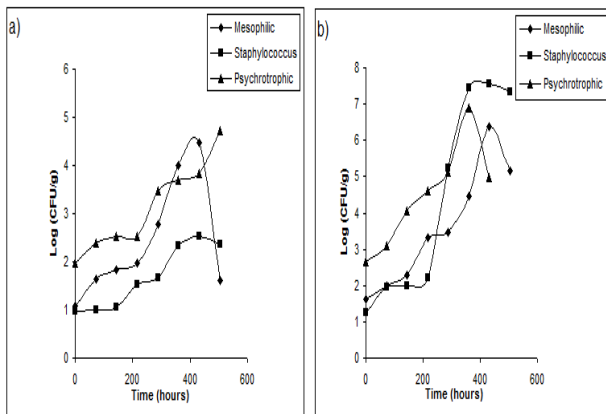 a)
Mesophilic
Staphylococcus
Psychrotrophic
6
5
4
3
2
1
0
Log (CFU/g)
0 200 400 600
Time (hours)
b)
Mesophilic
Staphylococcus
Psychrotrophic
8
7
6
5
4
3
2
1
0
Log (CFU/g)
0 200 400 600
Time (hours)